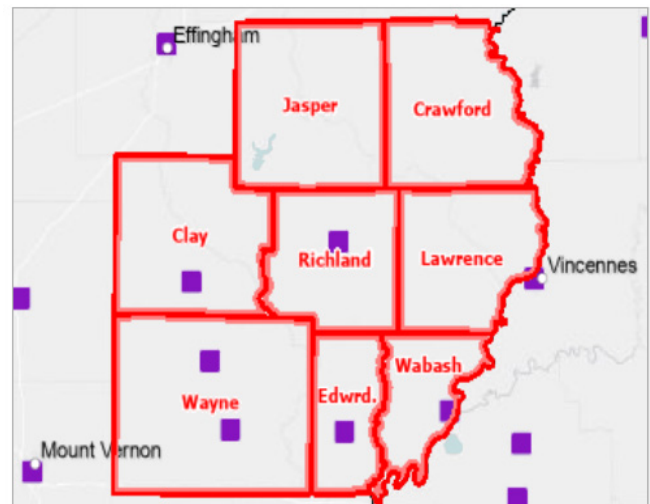 Effingham
Jasper
Crawford
Clay
Richland
Lawrence
Vincennes
Wabash
Edwrd.
Wayne
Mount Vernon